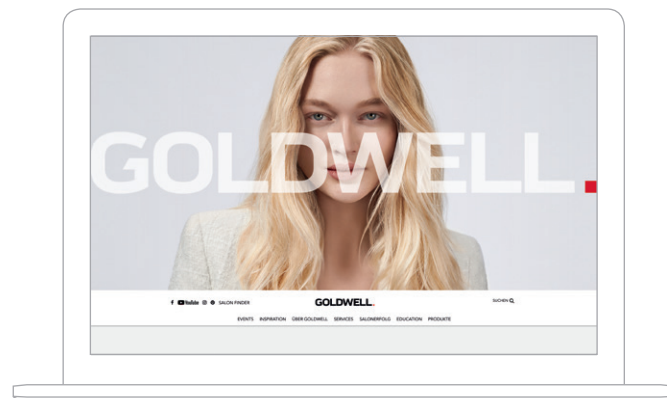 GOLDWELL.
YouTube SALON FINDER
GOLDWELL.
SUCHEN
EVENTS INSPIRATION ÜBER GOLDWELL SERVICES SALONERFOLG EDUCATION PRODUKTE